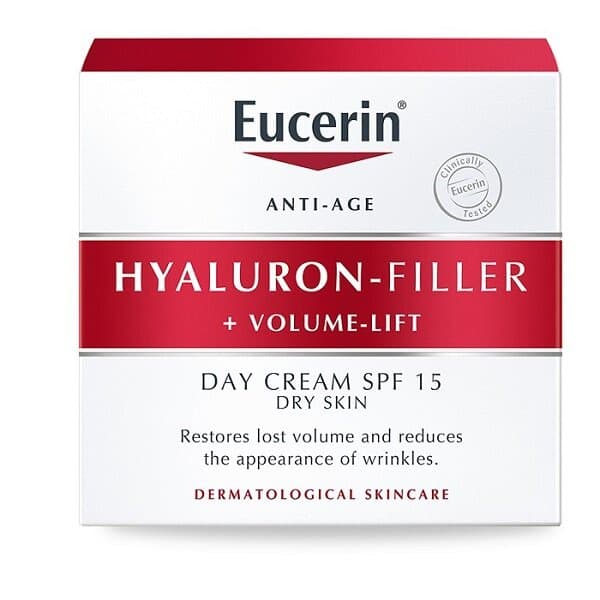 Eucerin®
ANTI-AGE
Clinically
Eucerin
Tested
HYALURON-FILLER
+ VOLUME-LIFT
DAY CREAM SPF 15
DRY SKIN
Restores lost volume and reduces
the appearance of wrinkles.
DERMATOLOGICAL SKINCARE